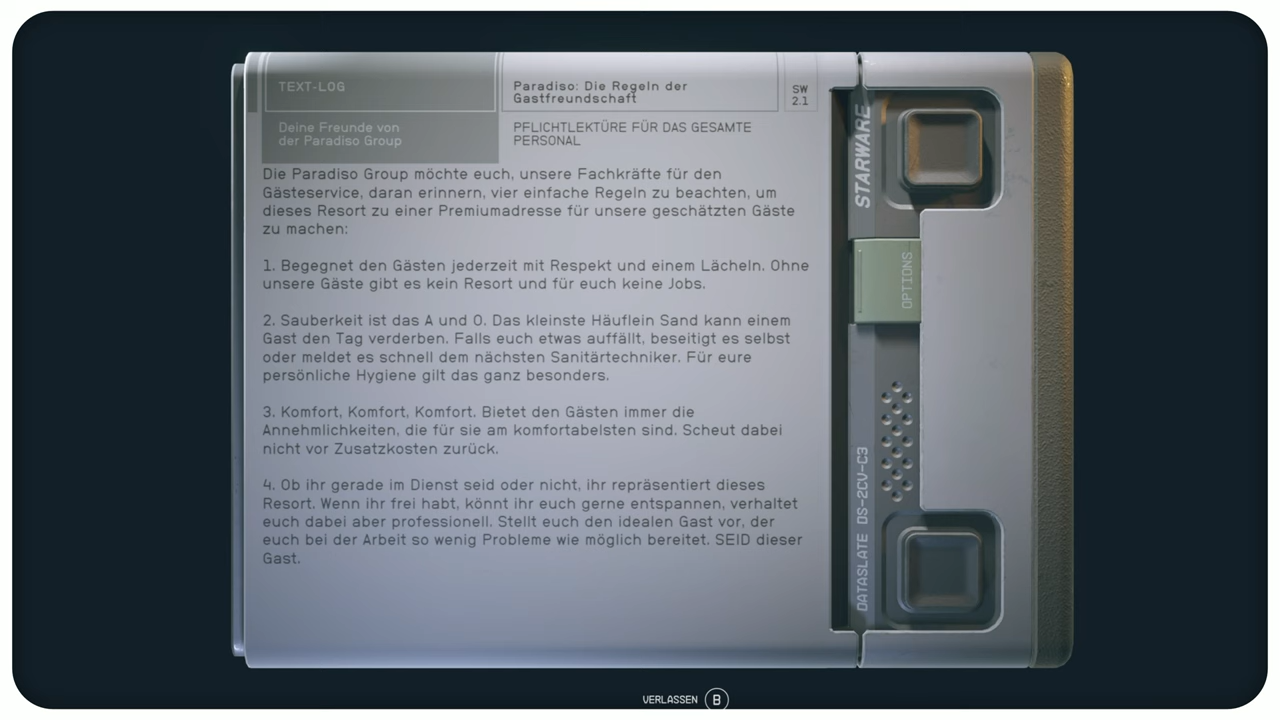 TEXT-LOG
Paradiso: Die Regeln der
Gastfreundschaft
SW
2.1
Deine Freunde von
der Paradiso Group
PFLICHTLEKTÜRE FÜR DAS GESAMTE
PERSONAL
Die Paradiso Group möchte euch, unsere Fachkräfte für den
Gästeservice, daran erinnern, vier einfache Regeln zu beachten, um
dieses Resort zu einer Premiumadresse für unsere geschätzten Gäste
zu machen:
1. Begegnet den Gästen jederzeit mit Respekt und einem Lächeln. Ohne
unsere Gäste gibt es kein Resort und für euch keine Jobs.
2. Sauberkeit ist das A und O. Das kleinste Häuflein Sand kann einem
Gast den Tag verderben. Falls euch etwas auffällt, beseitigt es selbst
oder meldet es schnell dem nächsten Sanitärtechniker. Für eure
persönliche Hygiene gilt das ganz besonders.
3. Komfort, Komfort, Komfort. Bietet den Gästen immer die
Annehmlichkeiten, die für sie am komfortabelsten sind. Scheut dabei
nicht vor Zusatzkosten zurück.
4. Ob ihr gerade im Dienst seid oder nicht, ihr repräsentiert dieses
Resort. Wenn ihr frei habt, könnt ihr euch gerne entspannen, verhaltet
euch dabei aber professionell. Stellt euch den idealen Gast vor, der
euch bei der Arbeit so wenig Probleme wie möglich bereitet. SEID dieser
Gast.
STARWARE
OPTIONS
DATASLATE DS-2CV-C3
VERLASSEN B